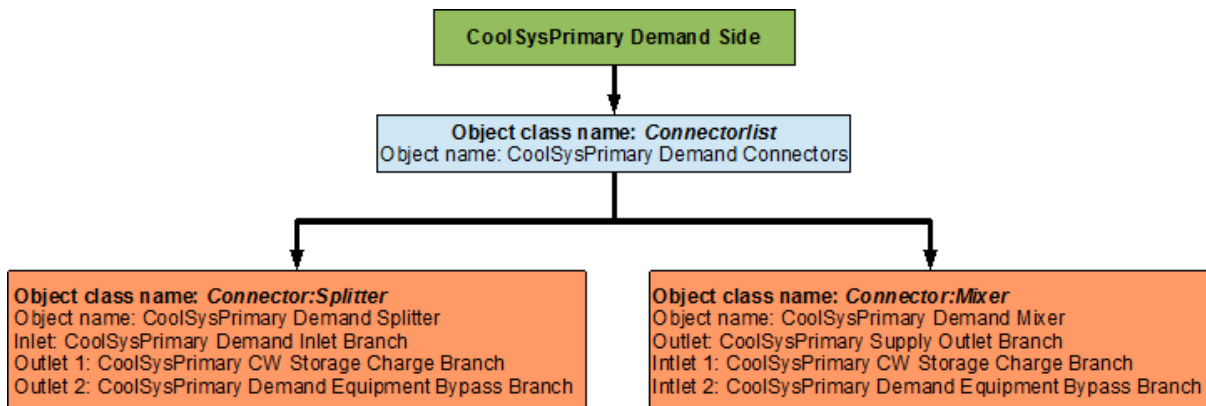 CoolSysPrimary Demand Side
Object class name: Connectorlist
Object name: CoolSysPrimary Demand Connectors
Object class name: Connector:Splitter
Object name: CoolSysPrimary Demand Splitter
Inlet: CoolSysPrimary Demand Inlet Branch
Outlet 1: CoolSysPrimary CW Storage Charge Branch
Outlet 2: CoolSysPrimary Demand Equipment Bypass Branch
Object class name: Connector:Mixer
Object name: CoolSysPrimary Demand Mixer
Outlet: CoolSysPrimary Supply Outlet Branch
Intlet 1: CoolSysPrimary CW Storage Charge Branch
Intlet 2: CoolSysPrimary Demand Equipment Bypass Branch